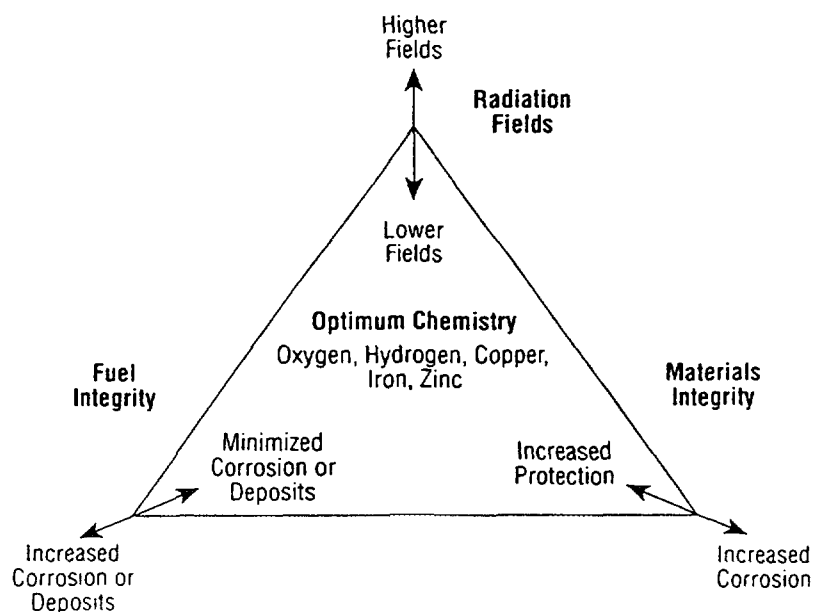 Higher
Fields
Radiation
Fields
Lower
Fields
Optimum Chemistry
Oxygen, Hydrogen, Copper,
Iron, Zinc
Fuel
Integrity
Materials
Integrity
Minimized
Corrosion or
Deposits
Increased
Protection
Increased
Corrosion or
Deposits
Increased
Corrosion